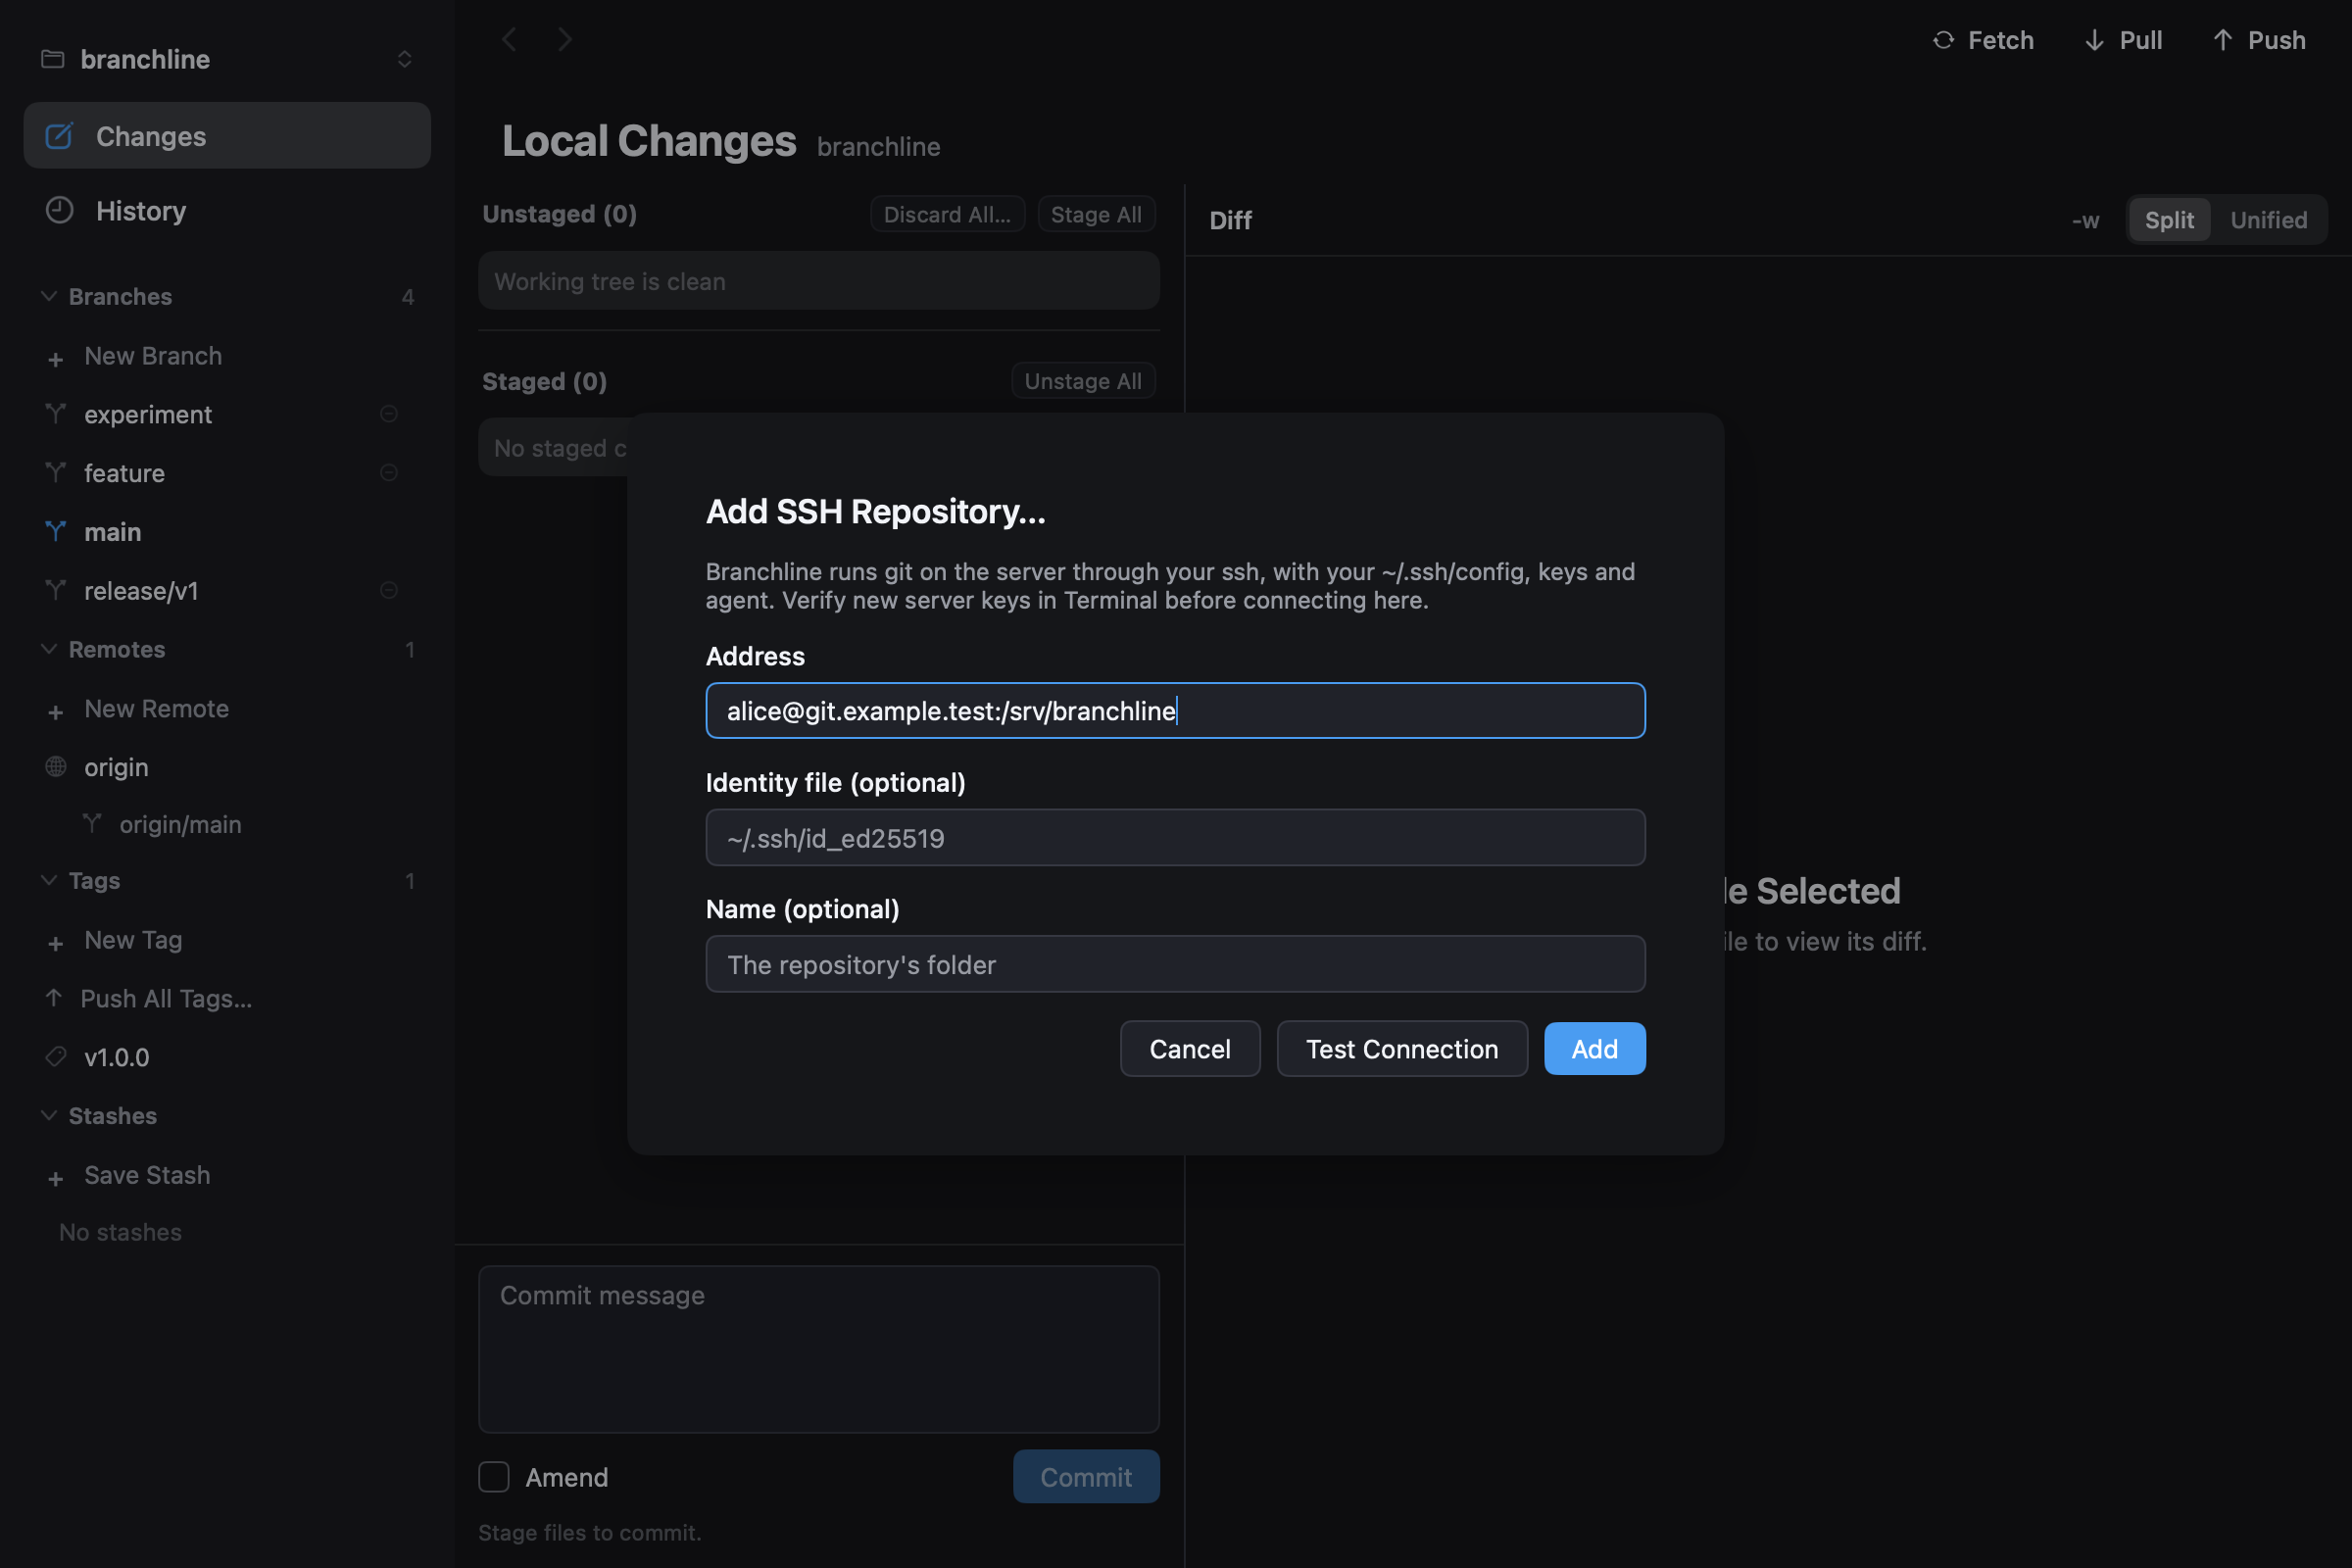 branchline
Changes
History
Branches 4
New Branch
experiment
feature
main
release/v1
Remotes 1
New Remote
origin
origin/main
Tags 1
New Tag
Push All Tags...
v1.0.0
Stashes
Save Stash
No stashes
Fetch Pull Push
Local Changes branchline
Unstaged (0) Discard All... Stage All
Working tree is clean
Staged (0) Unstage All
No staged c
Diff -w Split Unified
le Selected
ile to view its diff.
Add SSH Repository...
Branchline runs git on the server through your ssh, with your ~/.ssh/config, keys and
agent. Verify new server keys in Terminal before connecting here.
Address
alice@git.example.test:/srv/branchline
Identity file (optional)
~/.ssh/id_ed25519
Name (optional)
The repository's folder
Cancel Test Connection Add
Commit message
Amend Commit
Stage files to commit.